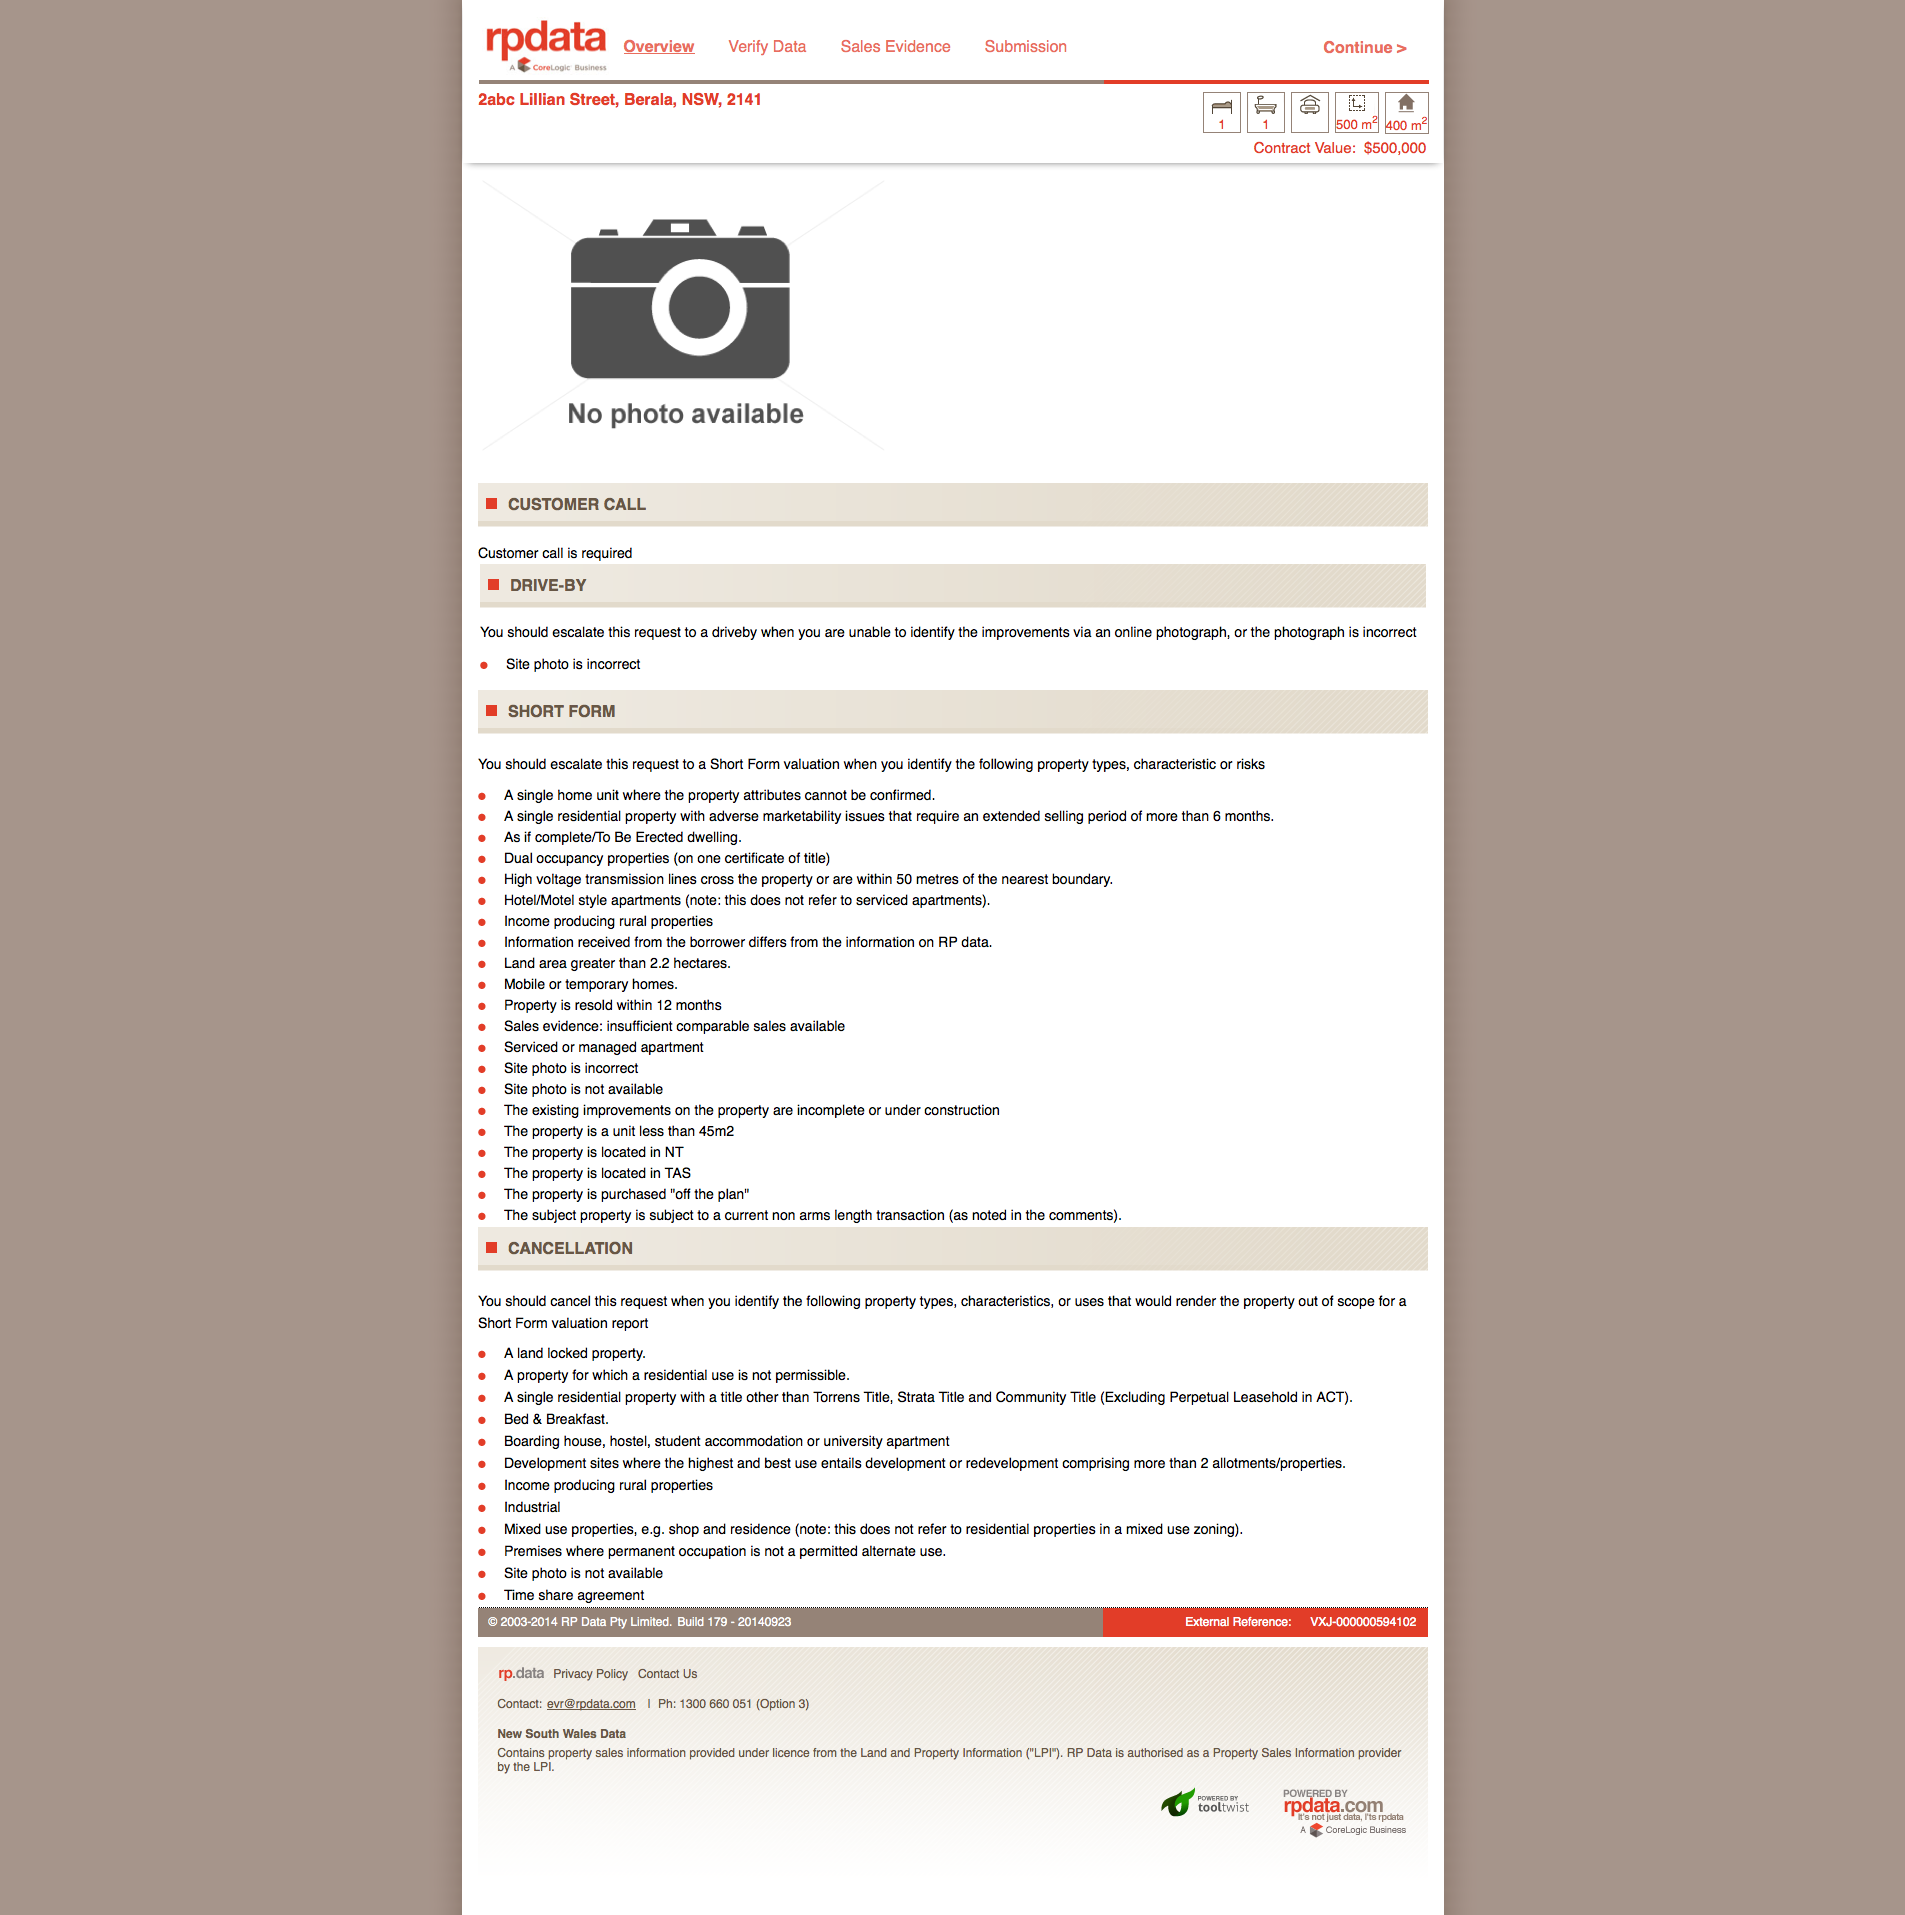 rpdata
A CoreLogic Business
Overview Verify Data Sales Evidence Submission Continue >
2abc Lillian Street, Berala, NSW, 2141
1 1 500 m² 400 m²
Contract Value: $500,000
No photo available
CUSTOMER CALL
Customer call is required
DRIVE-BY
You should escalate this request to a driveby when you are unable to identify the improvements via an online photograph, or the photograph is incorrect
Site photo is incorrect
SHORT FORM
You should escalate this request to a Short Form valuation when you identify the following property types, characteristic or risks
A single home unit where the property attributes cannot be confirmed.
A single residential property with adverse marketability issues that require an extended selling period of more than 6 months.
As if complete/To Be Erected dwelling.
Dual occupancy properties (on one certificate of title)
High voltage transmission lines cross the property or are within 50 metres of the nearest boundary.
Hotel/Motel style apartments (note: this does not refer to serviced apartments).
Income producing rural properties
Information received from the borrower differs from the information on RP data.
Land area greater than 2.2 hectares.
Mobile or temporary homes.
Property is resold within 12 months
Sales evidence: insufficient comparable sales available
Serviced or managed apartment
Site photo is incorrect
Site photo is not available
The existing improvements on the property are incomplete or under construction
The property is a unit less than 45m2
The property is located in NT
The property is located in TAS
The property is purchased "off the plan"
The subject property is subject to a current non arms length transaction (as noted in the comments).
CANCELLATION
You should cancel this request when you identify the following property types, characteristics, or uses that would render the property out of scope for a
Short Form valuation report
A land locked property.
A property for which a residential use is not permissible.
A single residential property with a title other than Torrens Title, Strata Title and Community Title (Excluding Perpetual Leasehold in ACT).
Bed & Breakfast.
Boarding house, hostel, student accommodation or university apartment
Development sites where the highest and best use entails development or redevelopment comprising more than 2 allotments/properties.
Income producing rural properties
Industrial
Mixed use properties, e.g. shop and residence (note: this does not refer to residential properties in a mixed use zoning).
Premises where permanent occupation is not a permitted alternate use.
Site photo is not available
Time share agreement
© 2003-2014 RP Data Pty Limited. Build 179 - 20140923 External Reference: VXJ-000000594102
rp.data Privacy Policy Contact Us
Contact: evr@rpdata.com | Ph: 1300 660 051 (Option 3)
New South Wales Data
Contains property sales information provided under licence from the Land and Property Information ("LPI"). RP Data is authorised as a Property Sales Information provider
by the LPI.
POWERED BY
tooltwist
POWERED BY
rpdata.com
It's not just data, I'ts rpdata
A CoreLogic Business